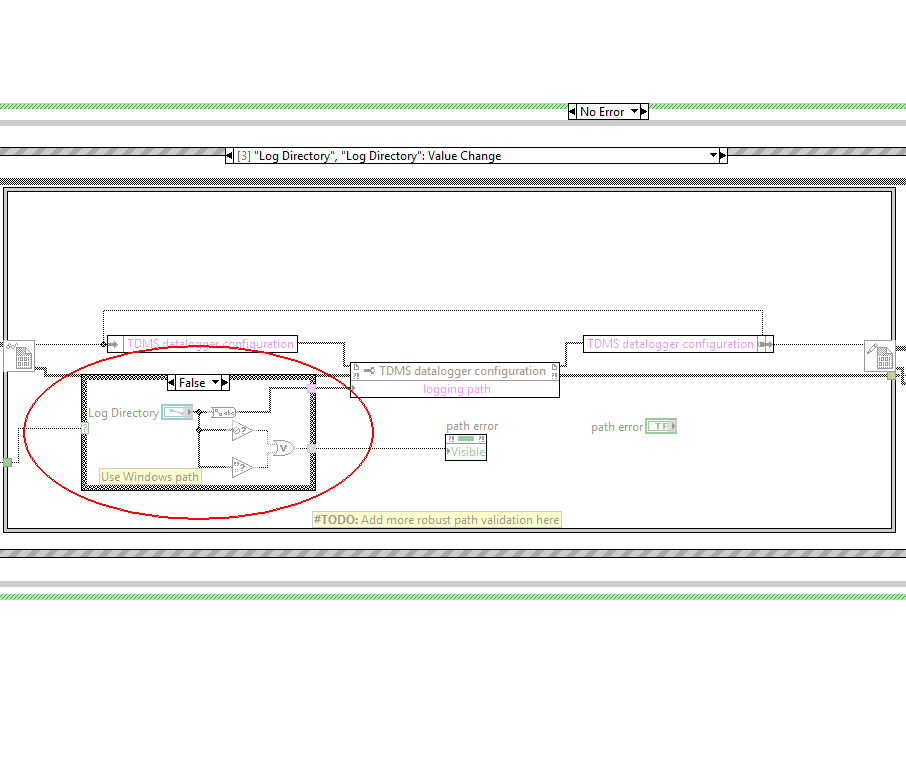 No Error
[3] "Log Directory", "Log Directory": Value Change
TDMS datalogger configuration
TDMS datalogger configuration
TDMS datalogger configuration
logging path
False
Log Directory
abc
?
?
?
V
Use Windows path
path error
Visible
path error
TF
#TODO: Add more robust path validation here